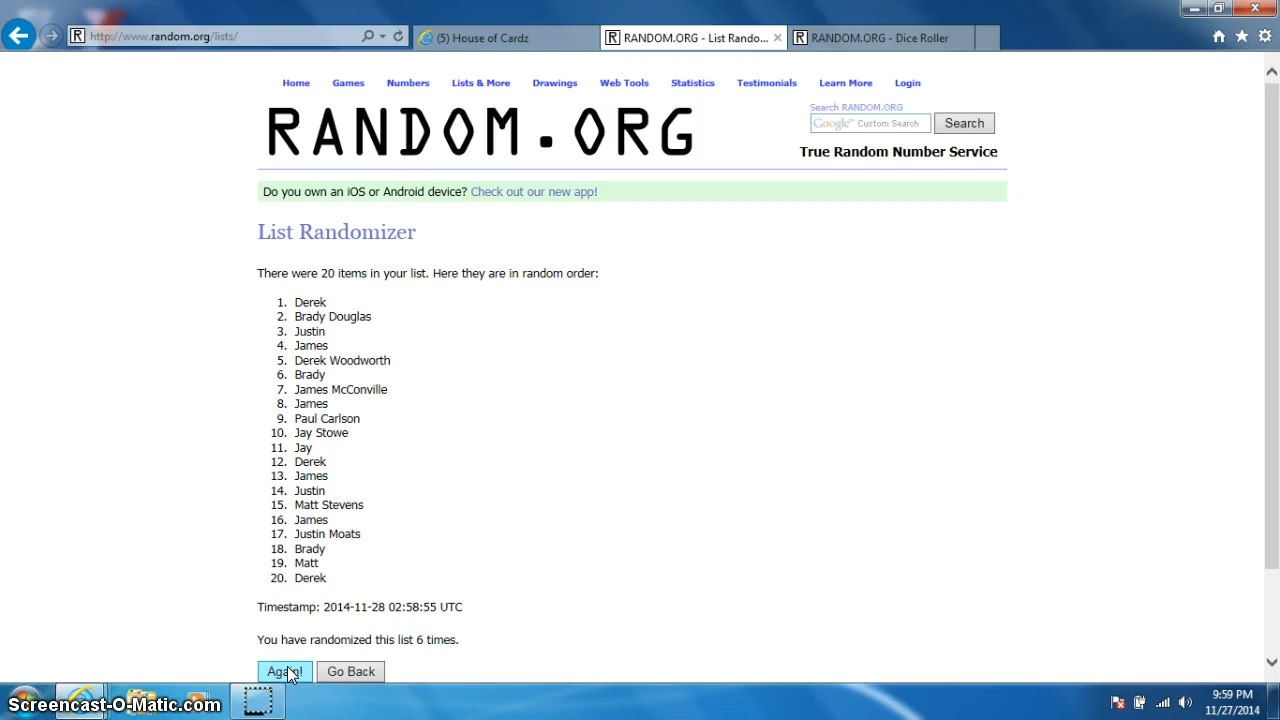 http://www.random.org/lists/
(5) House of Cardz
RANDOM.ORG - List Rando...
RANDOM.ORG - Dice Roller
Home Games Numbers Lists & More Drawings Web Tools Statistics Testimonials Learn More Login
RANDOM.ORG
Search RANDOM.ORG
Google™ Custom Search
Search
True Random Number Service
Do you own an iOS or Android device? Check out our new app!
List Randomizer
There were 20 items in your list. Here they are in random order:
1. Derek
2. Brady Douglas
3. Justin
4. James
5. Derek Woodworth
6. Brady
7. James McConville
8. James
9. Paul Carlson
10. Jay Stowe
11. Jay
12. Derek
13. James
14. Justin
15. Matt Stevens
16. James
17. Justin Moats
18. Brady
19. Matt
20. Derek
Timestamp: 2014-11-28 02:58:55 UTC
You have randomized this list 6 times.
Again! Go Back
Screencast-O-Matic.com
9:59 PM
11/27/2014